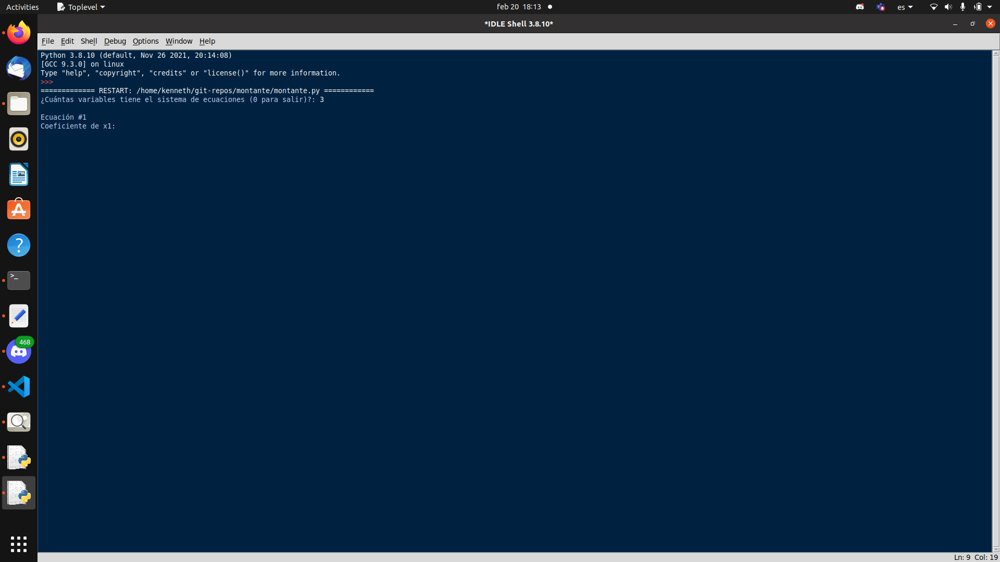 Activities Toplevel feb 20 18:13 es
*IDLE Shell 3.8.10*
File Edit Shell Debug Options Window Help
Python 3.8.10 (default, Nov 26 2021, 20:14:08)
[GCC 9.3.0] on linux
Type "help", "copyright", "credits" or "license()" for more information.
>>>
============= RESTART: /home/kenneth/git-repos/montante/montante.py ============
¿Cuántas variables tiene el sistema de ecuaciones (0 para salir)?: 3
Ecuación #1
Coeficiente de x1:
>_
468
Ln: 9 Col: 19